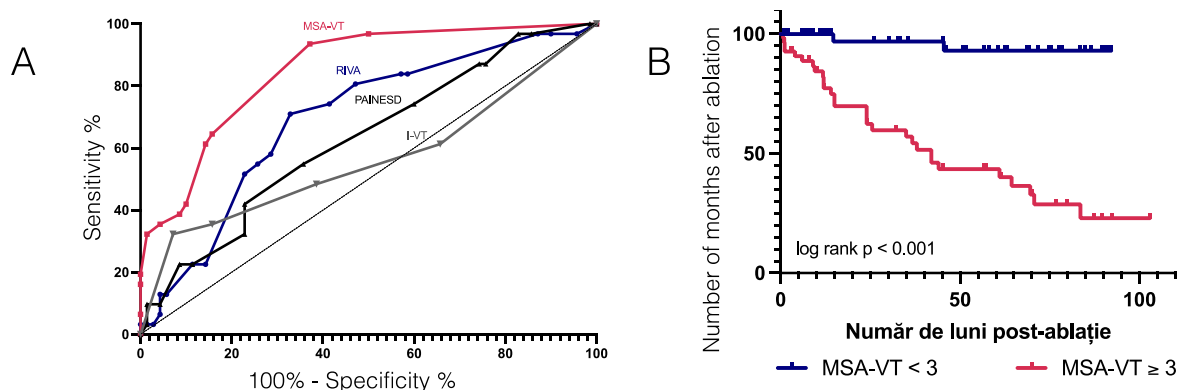 A
Sensitivity %
100
80
60
40
20
0
MSA-VT
RIVA
PAINESD
I-VT
0 20 40 60 80 100
100% - Specificity %
B
Number of months after ablation
100
50
0
log rank p < 0.001
0 50 100
Număr de luni post-ablație
MSA-VT < 3 MSA-VT ≥ 3